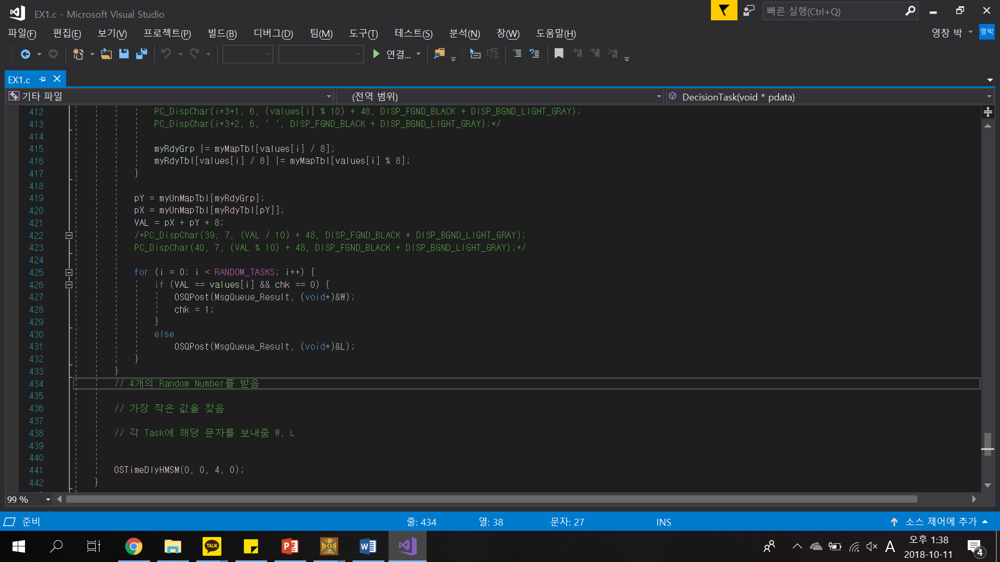 EX1.c - Microsoft Visual Studio
빠른 실행(Ctrl+Q)
파일(F) 편집(E) 보기(V) 프로젝트(P) 빌드(B) 디버그(D) 팀(M) 도구(T) 테스트(S) 분석(N) 창(W) 도움말(H)
영창 박
영박
연결...
EX1.c
기타 파일
(전역 범위)
DecisionTask(void * pdata)
412 PC_DispChar(i*3+1, 6, (values[i] % 10) + 48, DISP_FGND_BLACK + DISP_BGND_LIGHT_GRAY);
413 PC_DispChar(i*3+2, 6, ' ', DISP_FGND_BLACK + DISP_BGND_LIGHT_GRAY);*/
414
415 myRdyGrp |= myMapTbl[values[i] / 8];
416 myRdyTbl[values[i] / 8] |= myMapTbl[values[i] % 8];
417 }
418
419 pY = myUnMapTbl[myRdyGrp];
420 pX = myUnMapTbl[myRdyTbl[pY]];
421 VAL = pX + pY * 8;
422 /*PC_DispChar(39, 7, (VAL / 10) + 48, DISP_FGND_BLACK + DISP_BGND_LIGHT_GRAY);
423 PC_DispChar(40, 7, (VAL % 10) + 48, DISP_FGND_BLACK + DISP_BGND_LIGHT_GRAY);*/
424
425 for (i = 0; i < RANDOM_TASKS; i++) {
426 if (VAL == values[i] && chk == 0) {
427 OSQPost(MsgQueue_Result, (void*)&W);
428 chk = 1;
429 }
430 else
431 OSQPost(MsgQueue_Result, (void*)&L);
432 }
433 }
434 // 4개의 Random Number를 받음
435
436 // 가장 작은 값을 찾음
437
438 // 각 Task에 해당 문자를 보내줌 W, L
439
440
441 OSTimeDlyHMSM(0, 0, 4, 0);
442 }
99 %
준비
줄: 434
열: 38
문자: 27
INS
소스 제어에 추가
TALK
BOX
DOS
A
오후 1:38
2018-10-11
4